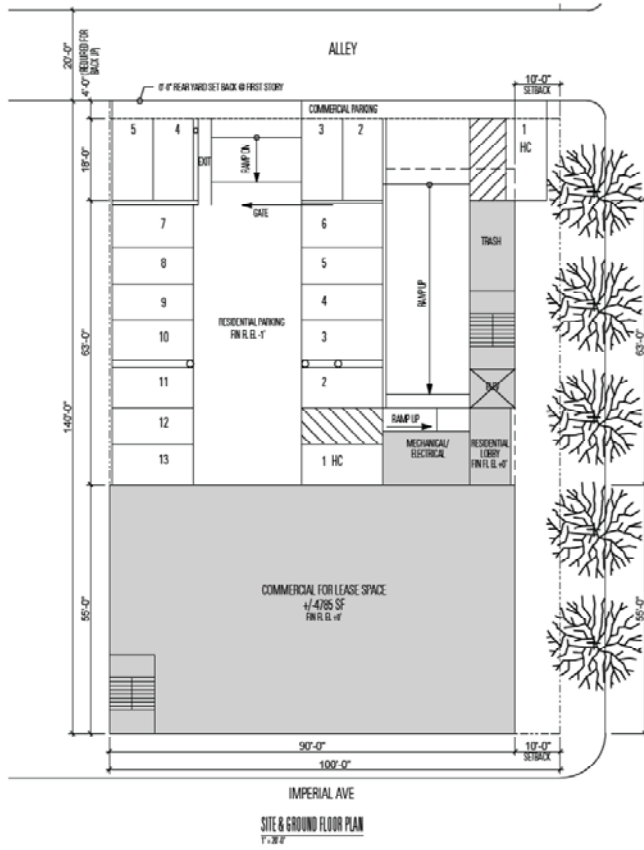 ALLEY
20'-0"
4'-0" (REQUIRED FOR
BACK UP)
0'-0" REAR YARD SET BACK @ FIRST STORY
10'-0"
SETBACK
COMMERCIAL PARKING
5
4
EXIT
RAMP DN
3
2
1
HC
18'-0"
GATE
7
6
TRASH
8
5
9
RESIDENTIAL PARKING
FIN FL EL -1'
4
RAMP UP
10
3
63'-0"
63'-0"
140'-0"
11
2
ELEV
12
RAMP UP
MECHANICAL/
ELECTRICAL
RESIDENTIAL
LOBBY
FIN FL EL +0'
13
1 HC
COMMERCIAL FOR LEASE SPACE
+/-4785 SF
FIN FL EL +0'
55'-0"
55'-0"
90'-0"
10'-0"
SETBACK
100'-0"
IMPERIAL AVE
SITE & GROUND FLOOR PLAN
1" = 20'-0"